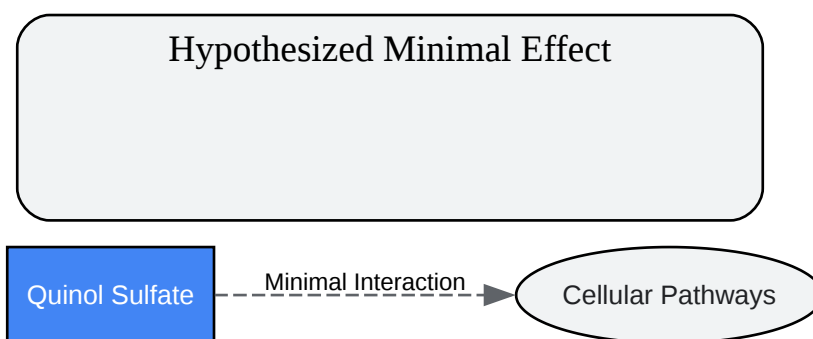 Hypothesized Minimal Effect
Quinol Sulfate
Minimal Interaction
Cellular Pathways